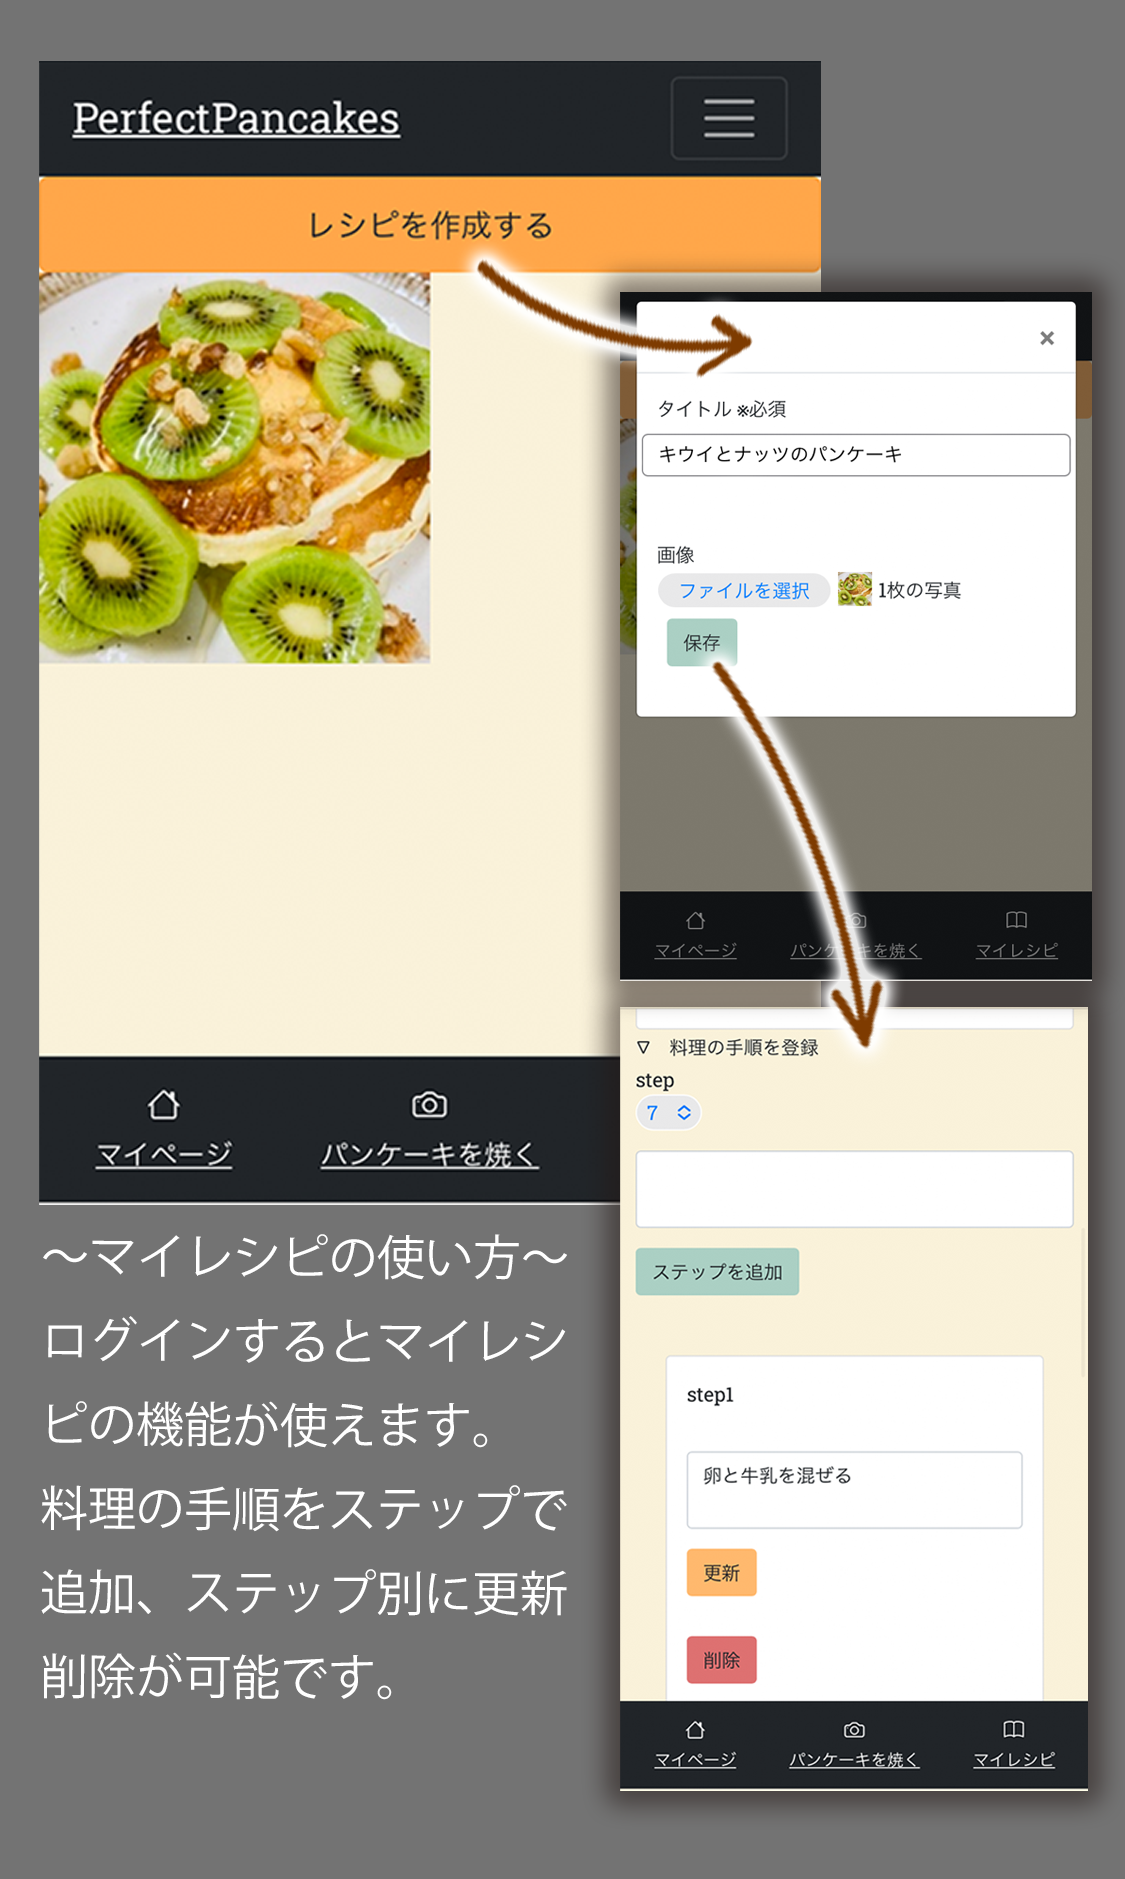 PerfectPancakes
レシピを作成する
×
タイトル ※必須
キウイとナッツのパンケーキ
画像
ファイルを選択 1枚の写真
保存
マイページ パンケーキを焼く マイレシピ
▽ 料理の手順を登録
step
7
ステップを追加
step1
卵と牛乳を混ぜる
更新
削除
マイページ パンケーキを焼く マイレシピ
マイページ パンケーキを焼く
〜マイレシピの使い方〜
ログインするとマイレシ
ピの機能が使えます。
料理の手順をステップで
追加、ステップ別に更新
削除が可能です。